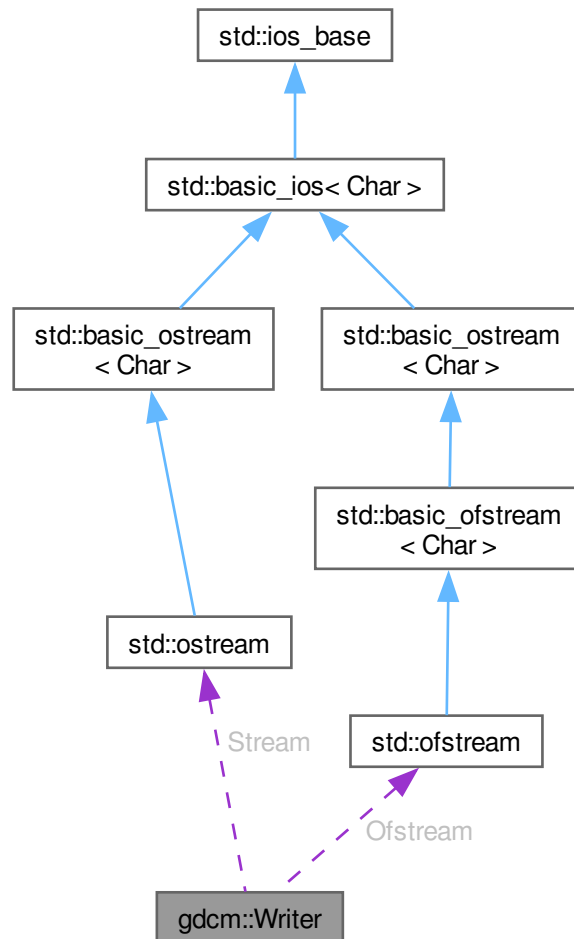 std::ios_base
std::basic_ios< Char >
std::basic_ostream
< Char >
std::basic_ostream
< Char >
std::basic_ofstream
< Char >
std::ostream
std::ofstream
Stream
Ofstream
gdcm::Writer